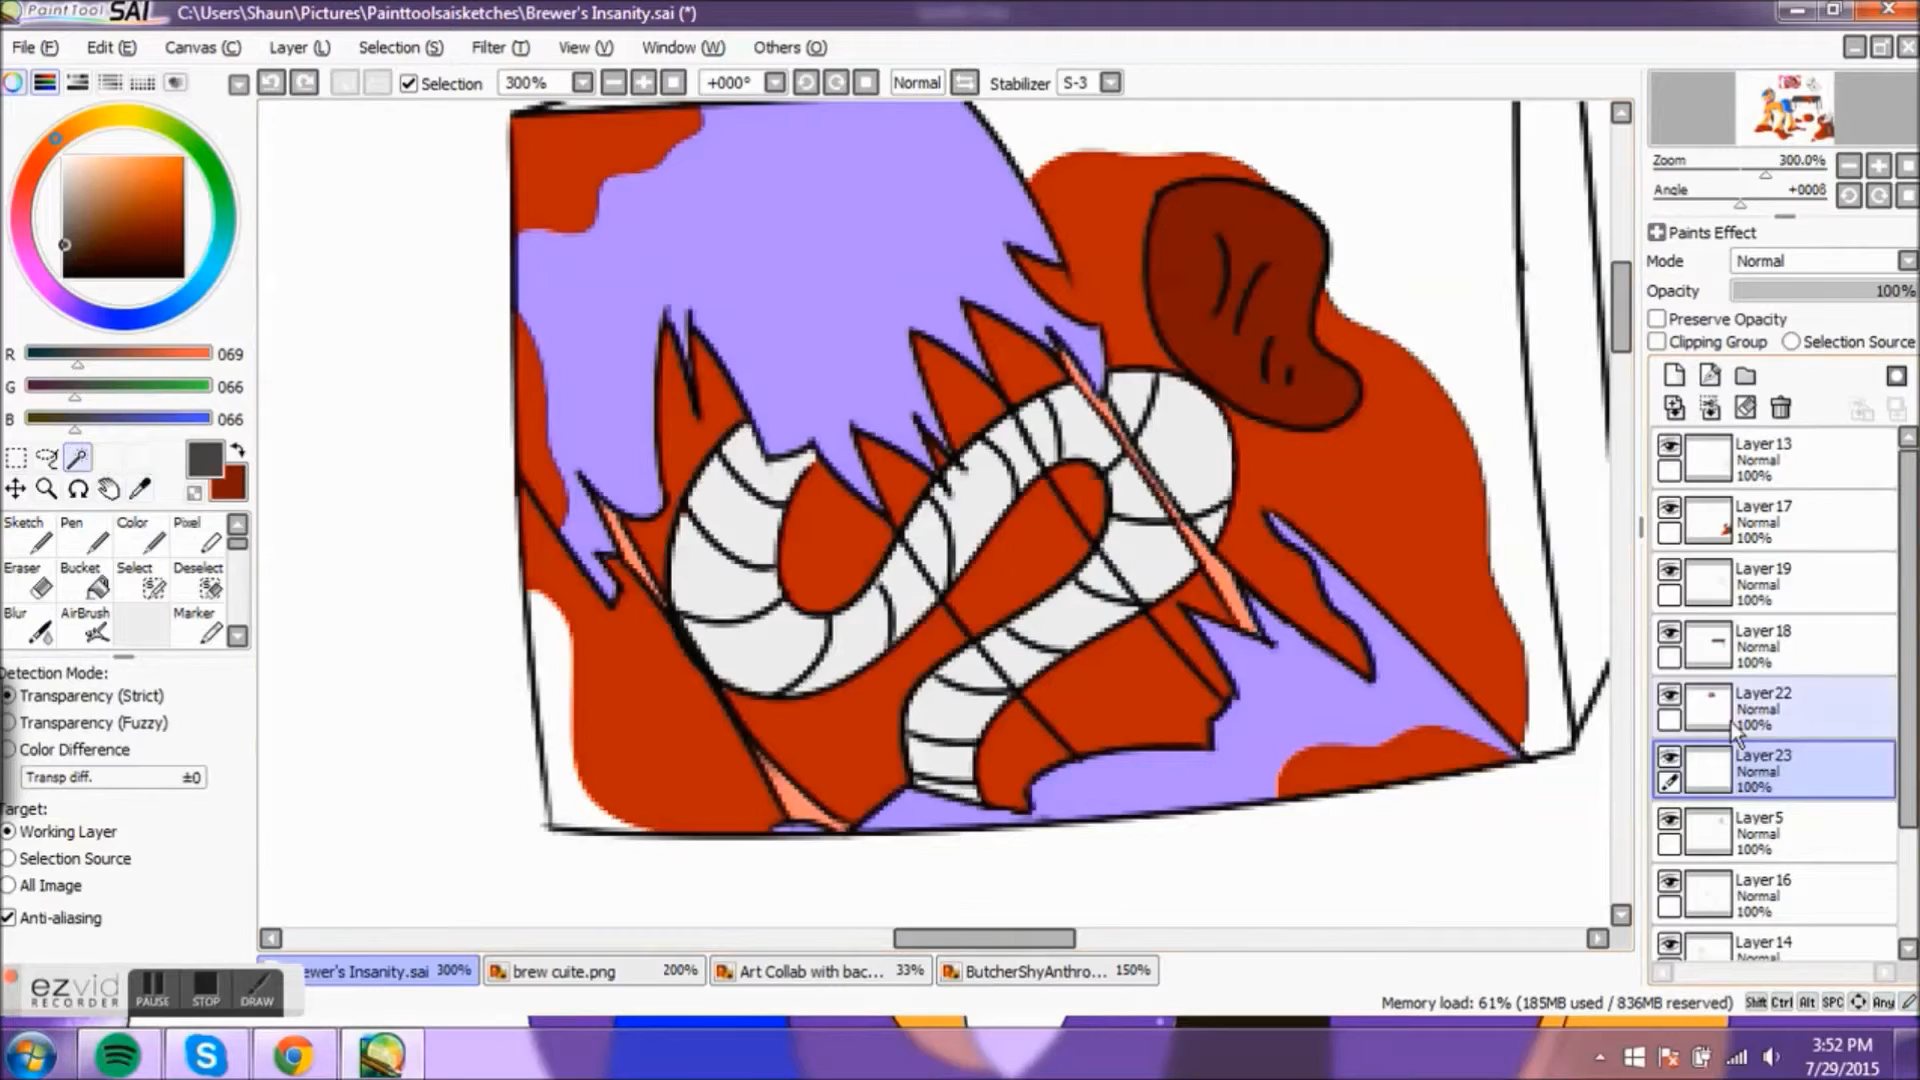 PaintTool SAI C:\Users\Shaun\Pictures\Painttoolsaisketches\Brewer's Insanity.sai (*)
File (F) Edit (E) Canvas (C) Layer (L) Selection (S) Filter (T) View (V) Window (W) Others (O)
Selection 300% +000° Normal Stabilizer S-3
Zoom 300.0%
Angle +000
Paints Effect
Mode Normal
Opacity 100%
Preserve Opacity
Clipping Group Selection Source
R 069
G 066
B 066
Sketch Pen Color Pixel
Eraser Bucket Select Deselect
Blur AirBrush Marker
Detection Mode:
Transparency (Strict)
Transparency (Fuzzy)
Color Difference
Transp diff. ±0
Target:
Working Layer
Selection Source
All Image
Anti-aliasing
Layer13
Normal
100%
Layer17
Normal
100%
Layer19
Normal
100%
Layer18
Normal
100%
Layer22
Normal
100%
Layer23
Normal
100%
Layer5
Normal
100%
Layer16
Normal
100%
Layer14
Normal
ewer's Insanity.sai 300% brew cuite.png 200% Art Collab with bac... 33% ButcherShyAnthro... 150%
ezvid
RECORDER
PAUSE STOP DRAW
Memory load: 61% (185MB used / 836MB reserved) Shift Ctrl Alt SPC Any
3:52 PM
7/29/2015